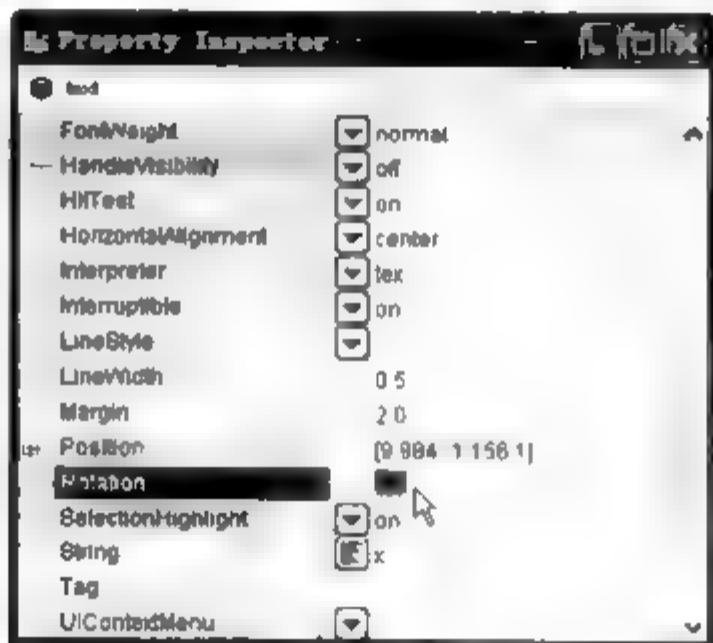 Property Inspector
text
FontWeight normal
HandleVisibility off
HitTest on
HorizontalAlignment center
Interpreter tex
Interruptible on
LineStyle
LineWidth 0.5
Margin 2.0
Position
Rotation
SelectionHighlight on
String x
Tag
UIContextMenu